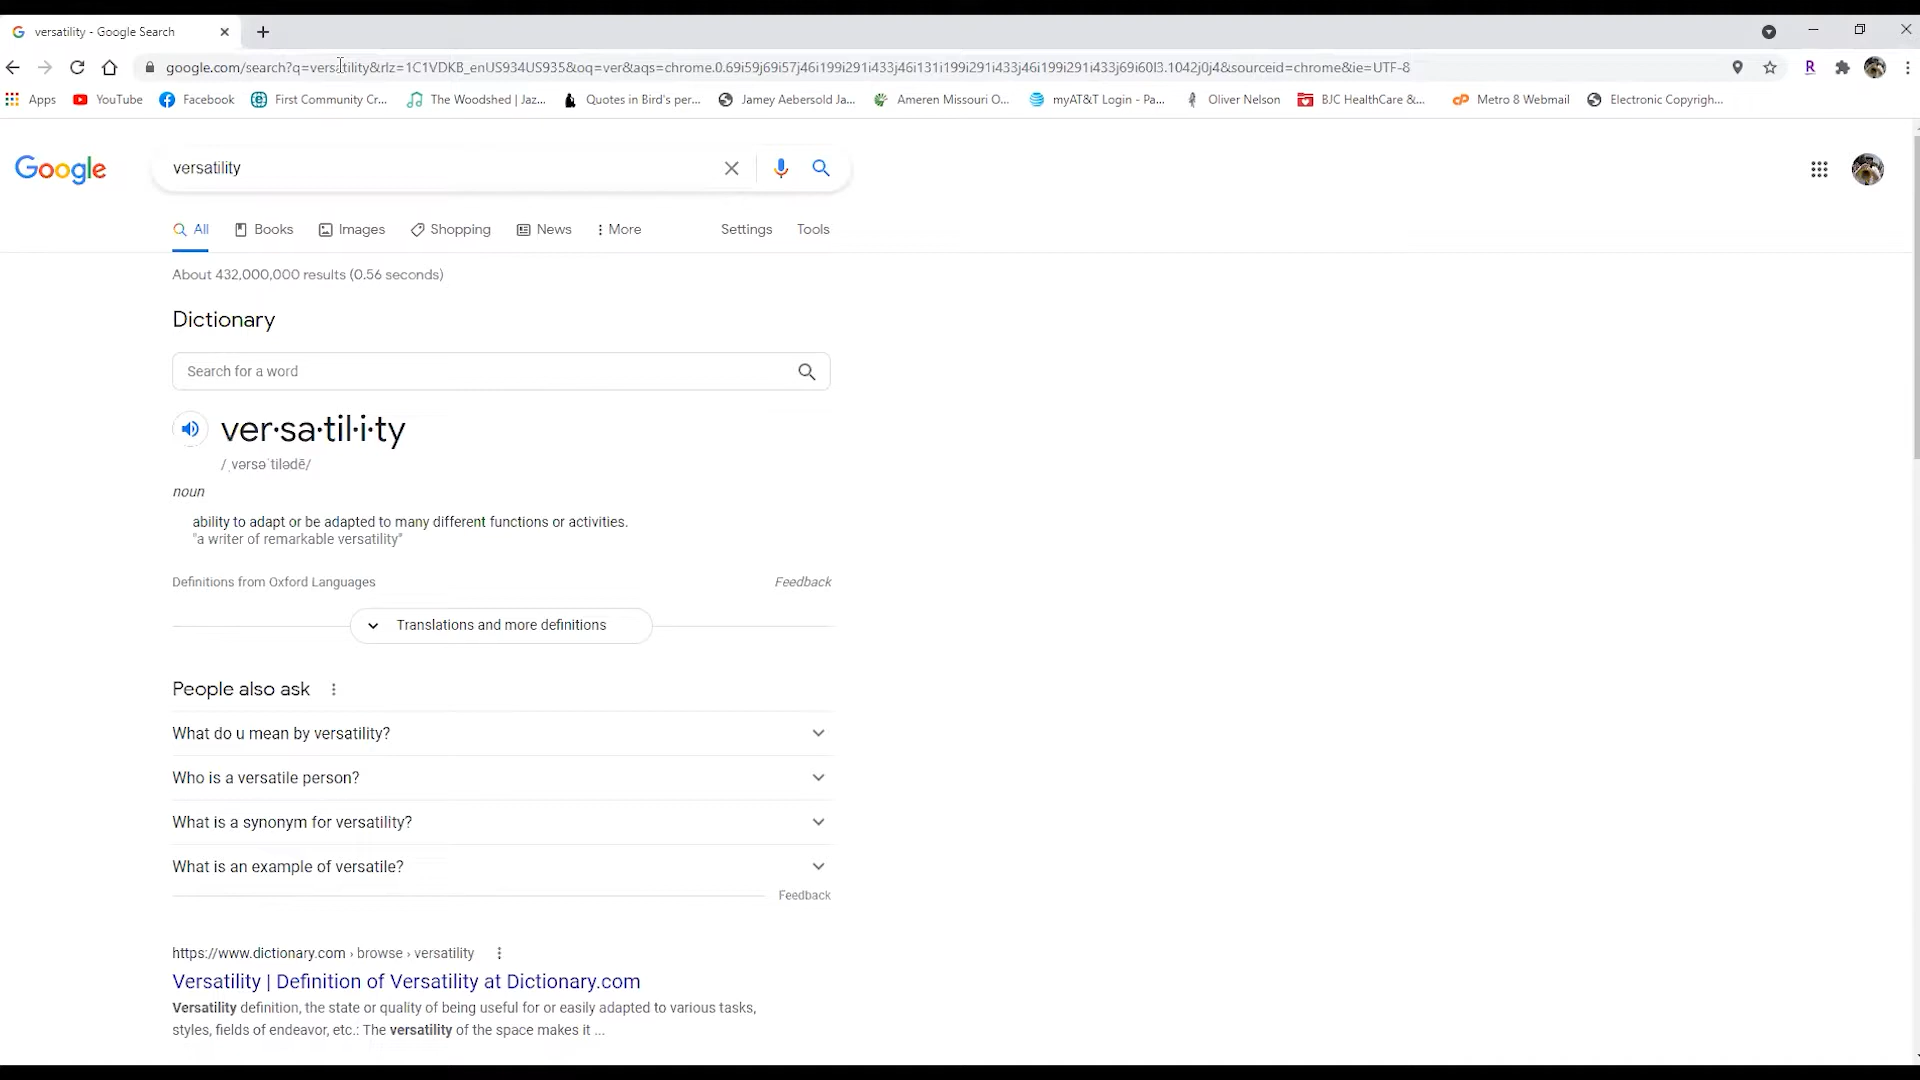 versatility - Google Search
google.com/search?q=versatility&rlz=1C1VDKB_enUS934US935&oq=ver&aqs=chrome.0.69i59j69i57j46i199i291i433j46i131i199i291i433j46i199i291i433j69i60l3.1042j0j4&sourceid=chrome&ie=UTF-8
R
Apps YouTube Facebook First Community Cr... The Woodshed | Jaz... Quotes in Bird's per... Jamey Aebersold Ja... Ameren Missouri O... myAT&T Login - Pa... Oliver Nelson BJC HealthCare &... Metro 8 Webmail Electronic Copyrigh...
Google
versatility
All Books Images Shopping News More Settings Tools
About 432,000,000 results (0.56 seconds)
Dictionary
Search for a word
ver·sa·til·i·ty
/ˌvərsəˈtilədē/
noun
ability to adapt or be adapted to many different functions or activities.
"a writer of remarkable versatility"
Definitions from Oxford Languages Feedback
Translations and more definitions
People also ask
What do u mean by versatility?
Who is a versatile person?
What is a synonym for versatility?
What is an example of versatile?
Feedback
https://www.dictionary.com › browse › versatility
Versatility | Definition of Versatility at Dictionary.com
Versatility definition, the state or quality of being useful for or easily adapted to various tasks,
styles, fields of endeavor, etc.: The versatility of the space makes it ...